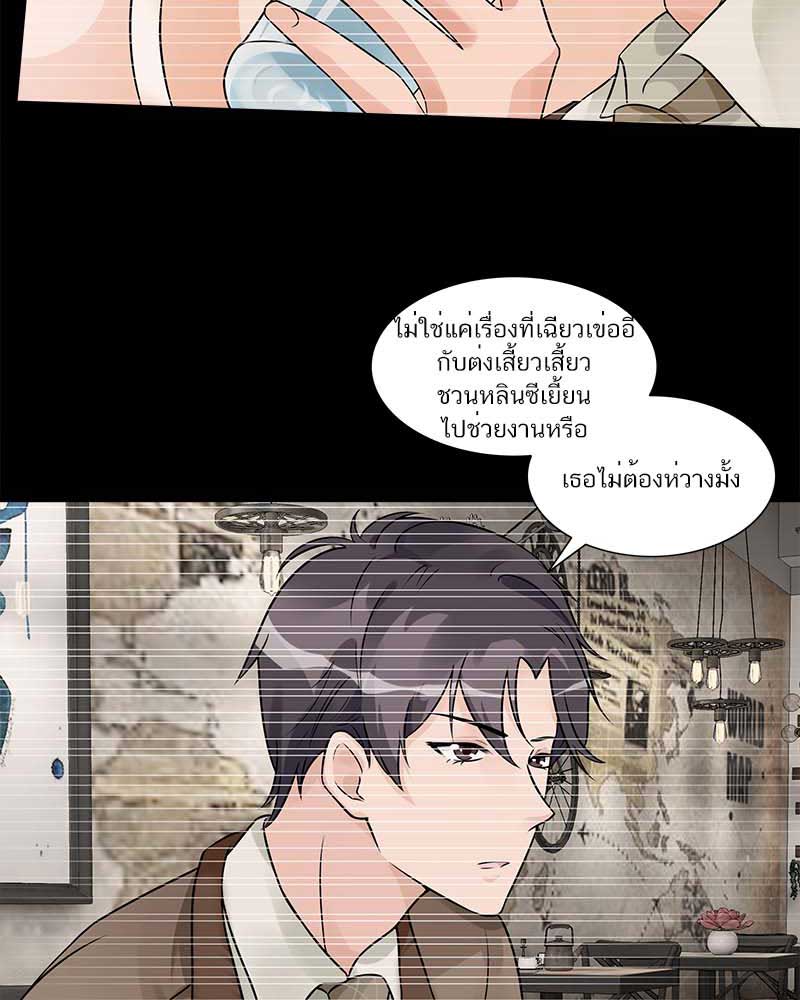 ไม่ใช่แค่เรื่องที่เฉียวเข่ออี
กับต่งเสี้ยวเสี้ยว
ชวนหลินซีเยี้ยน
ไปช่วยงานหรือ
เธอไม่ต้องห่วางมั้ง
WORLD
MAP